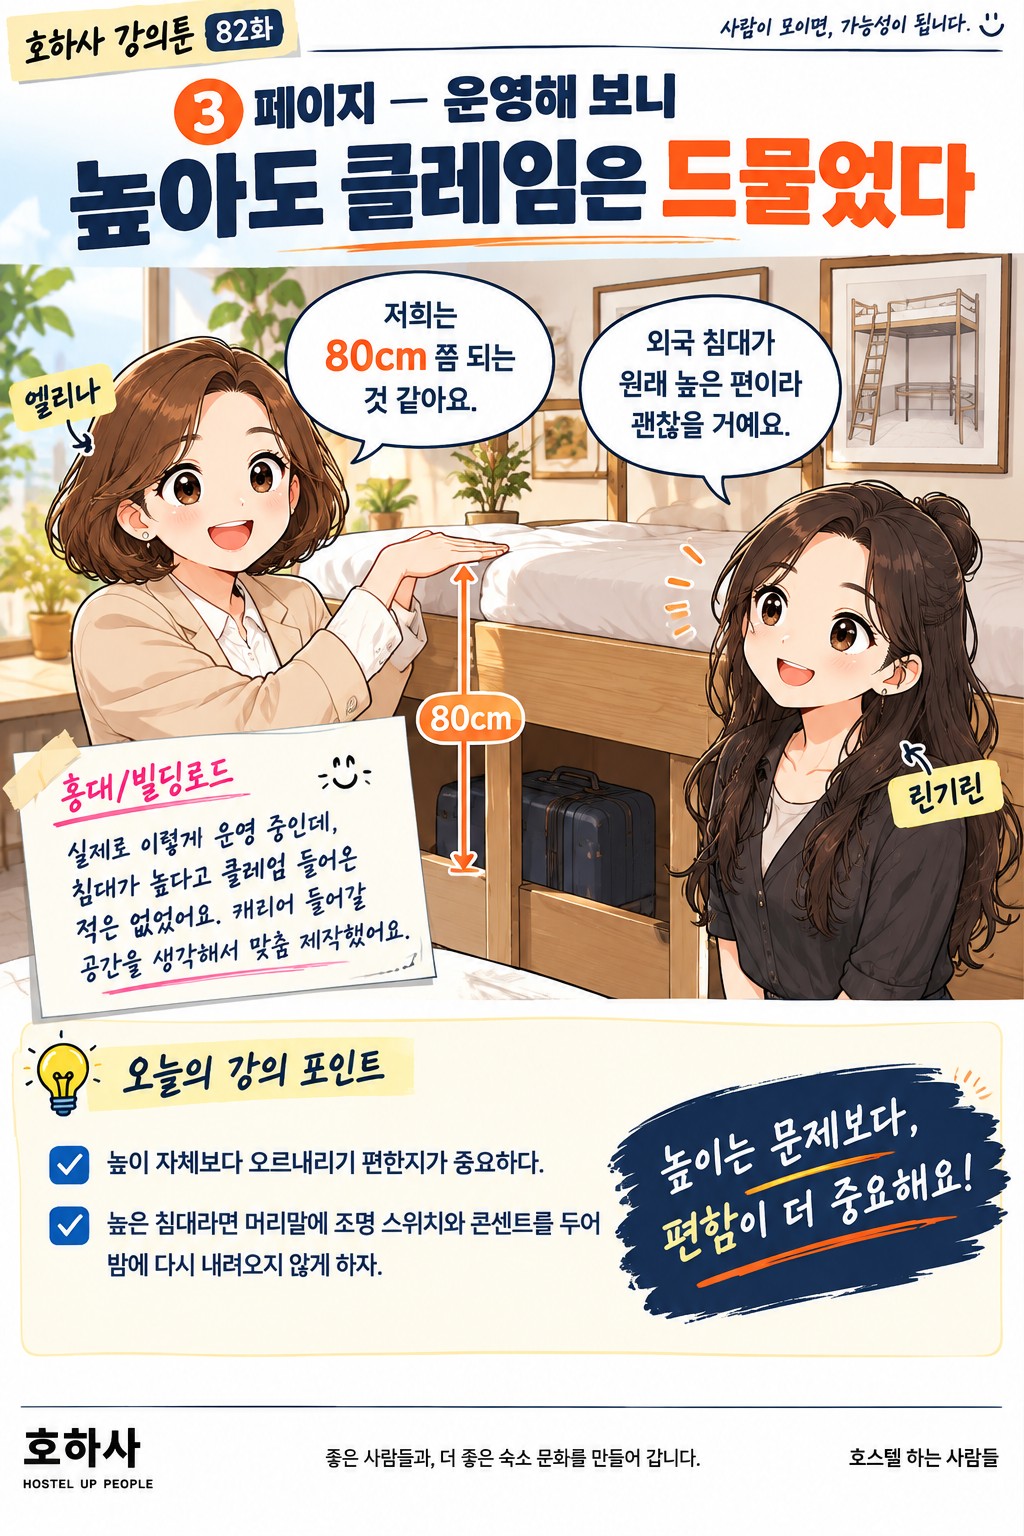 호하사 강의툰 82화
사람이 모이면, 가능성이 됩니다.
3 페이지 — 운영해 보니
높아도 클레임은 드물었다
저희는
80cm 쯤 되는
것 같아요.
외국 침대가
원래 높은 편이라
괜찮을 거예요.
엘리나
80cm
린기린
홍대/빌딩로드
실제로 이렇게 운영 중인데,
침대가 높다고 클레엄 들어온
적은 없었어요. 캐리어 들어갈
공간을 생각해서 맞춤 제작했어요.
오늘의 강의 포인트
높이 자체보다 오르내리기 편한지가 중요하다.
높은 침대라면 머리말에 조명 스위치와 콘센트를 두어
밤에 다시 내려오지 않게 하자.
높이는 문제보다,
편함이 더 중요해요!
호하사
HOSTEL UP PEOPLE
좋은 사람들과, 더 좋은 숙소 문화를 만들어 갑니다.
호스텔 하는 사람들